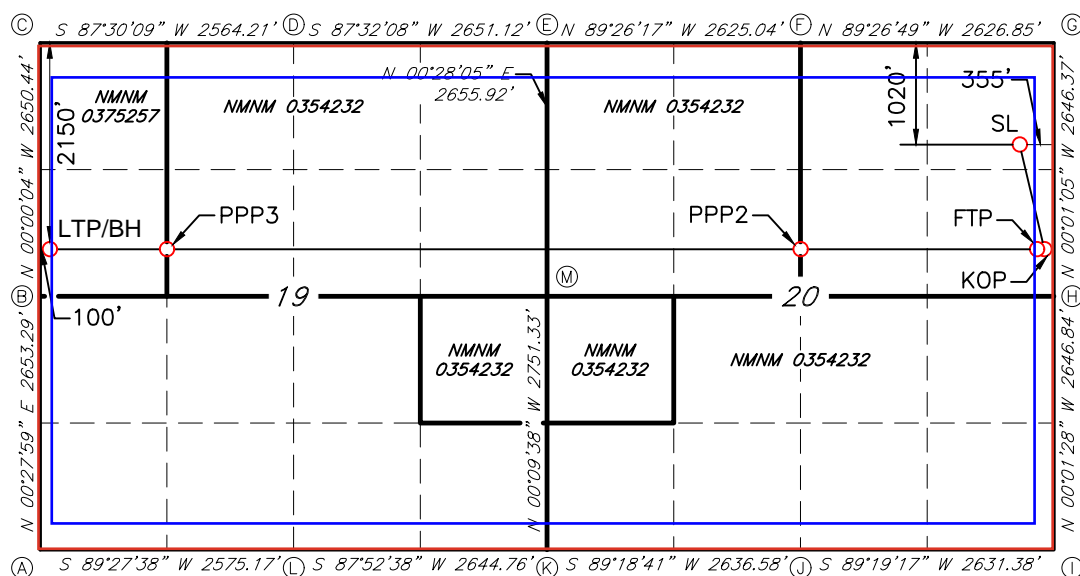 C S 87°30'09" W 2564.21' D S 87°32'08" W 2651.12' E N 89°26'17" W 2625.04' F N 89°26'49" W 2626.85' G
N 00°00'04" W 2650.44'
2150'
NMNM
0375257
NMNM 0354232
N 00°28'05" E
2655.92'
NMNM 0354232
1020'
355'
SL
N 00°01'05" W 2646.37'
LTP/BH
PPP3
PPP2
FTP
KOP
B
100'
19
M
20
H
N 00°27'59" E 2653.29'
NMNM
0354232
N 00°09'38" W 2751.33'
NMNM
0354232
NMNM 0354232
N 00°01'28" W 2646.84'
A S 89°27'38" W 2575.17' L S 87°52'38" W 2644.76' K S 89°18'41" W 2636.58' J S 89°19'17" W 2631.38' I